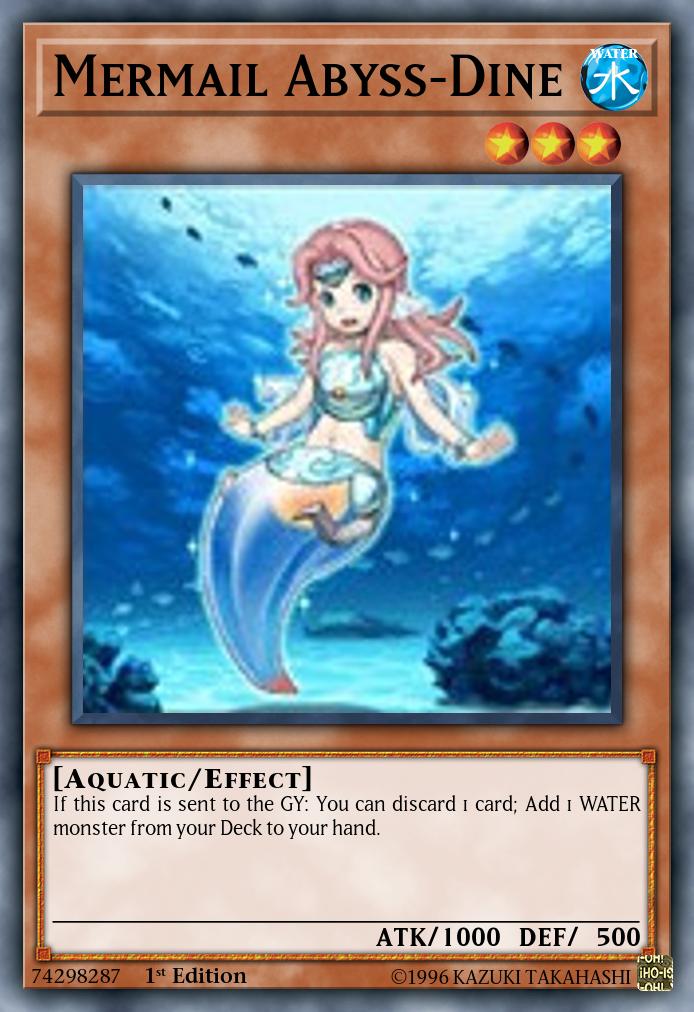 Mermail Abyss-Dine
WATER
水
[Aquatic/Effect]
If this card is sent to the GY: You can discard 1 card; Add 1 WATER
monster from your Deck to your hand.
ATK/1000 DEF/ 500
74298287 1st Edition ©1996 KAZUKI TAKAHASHI